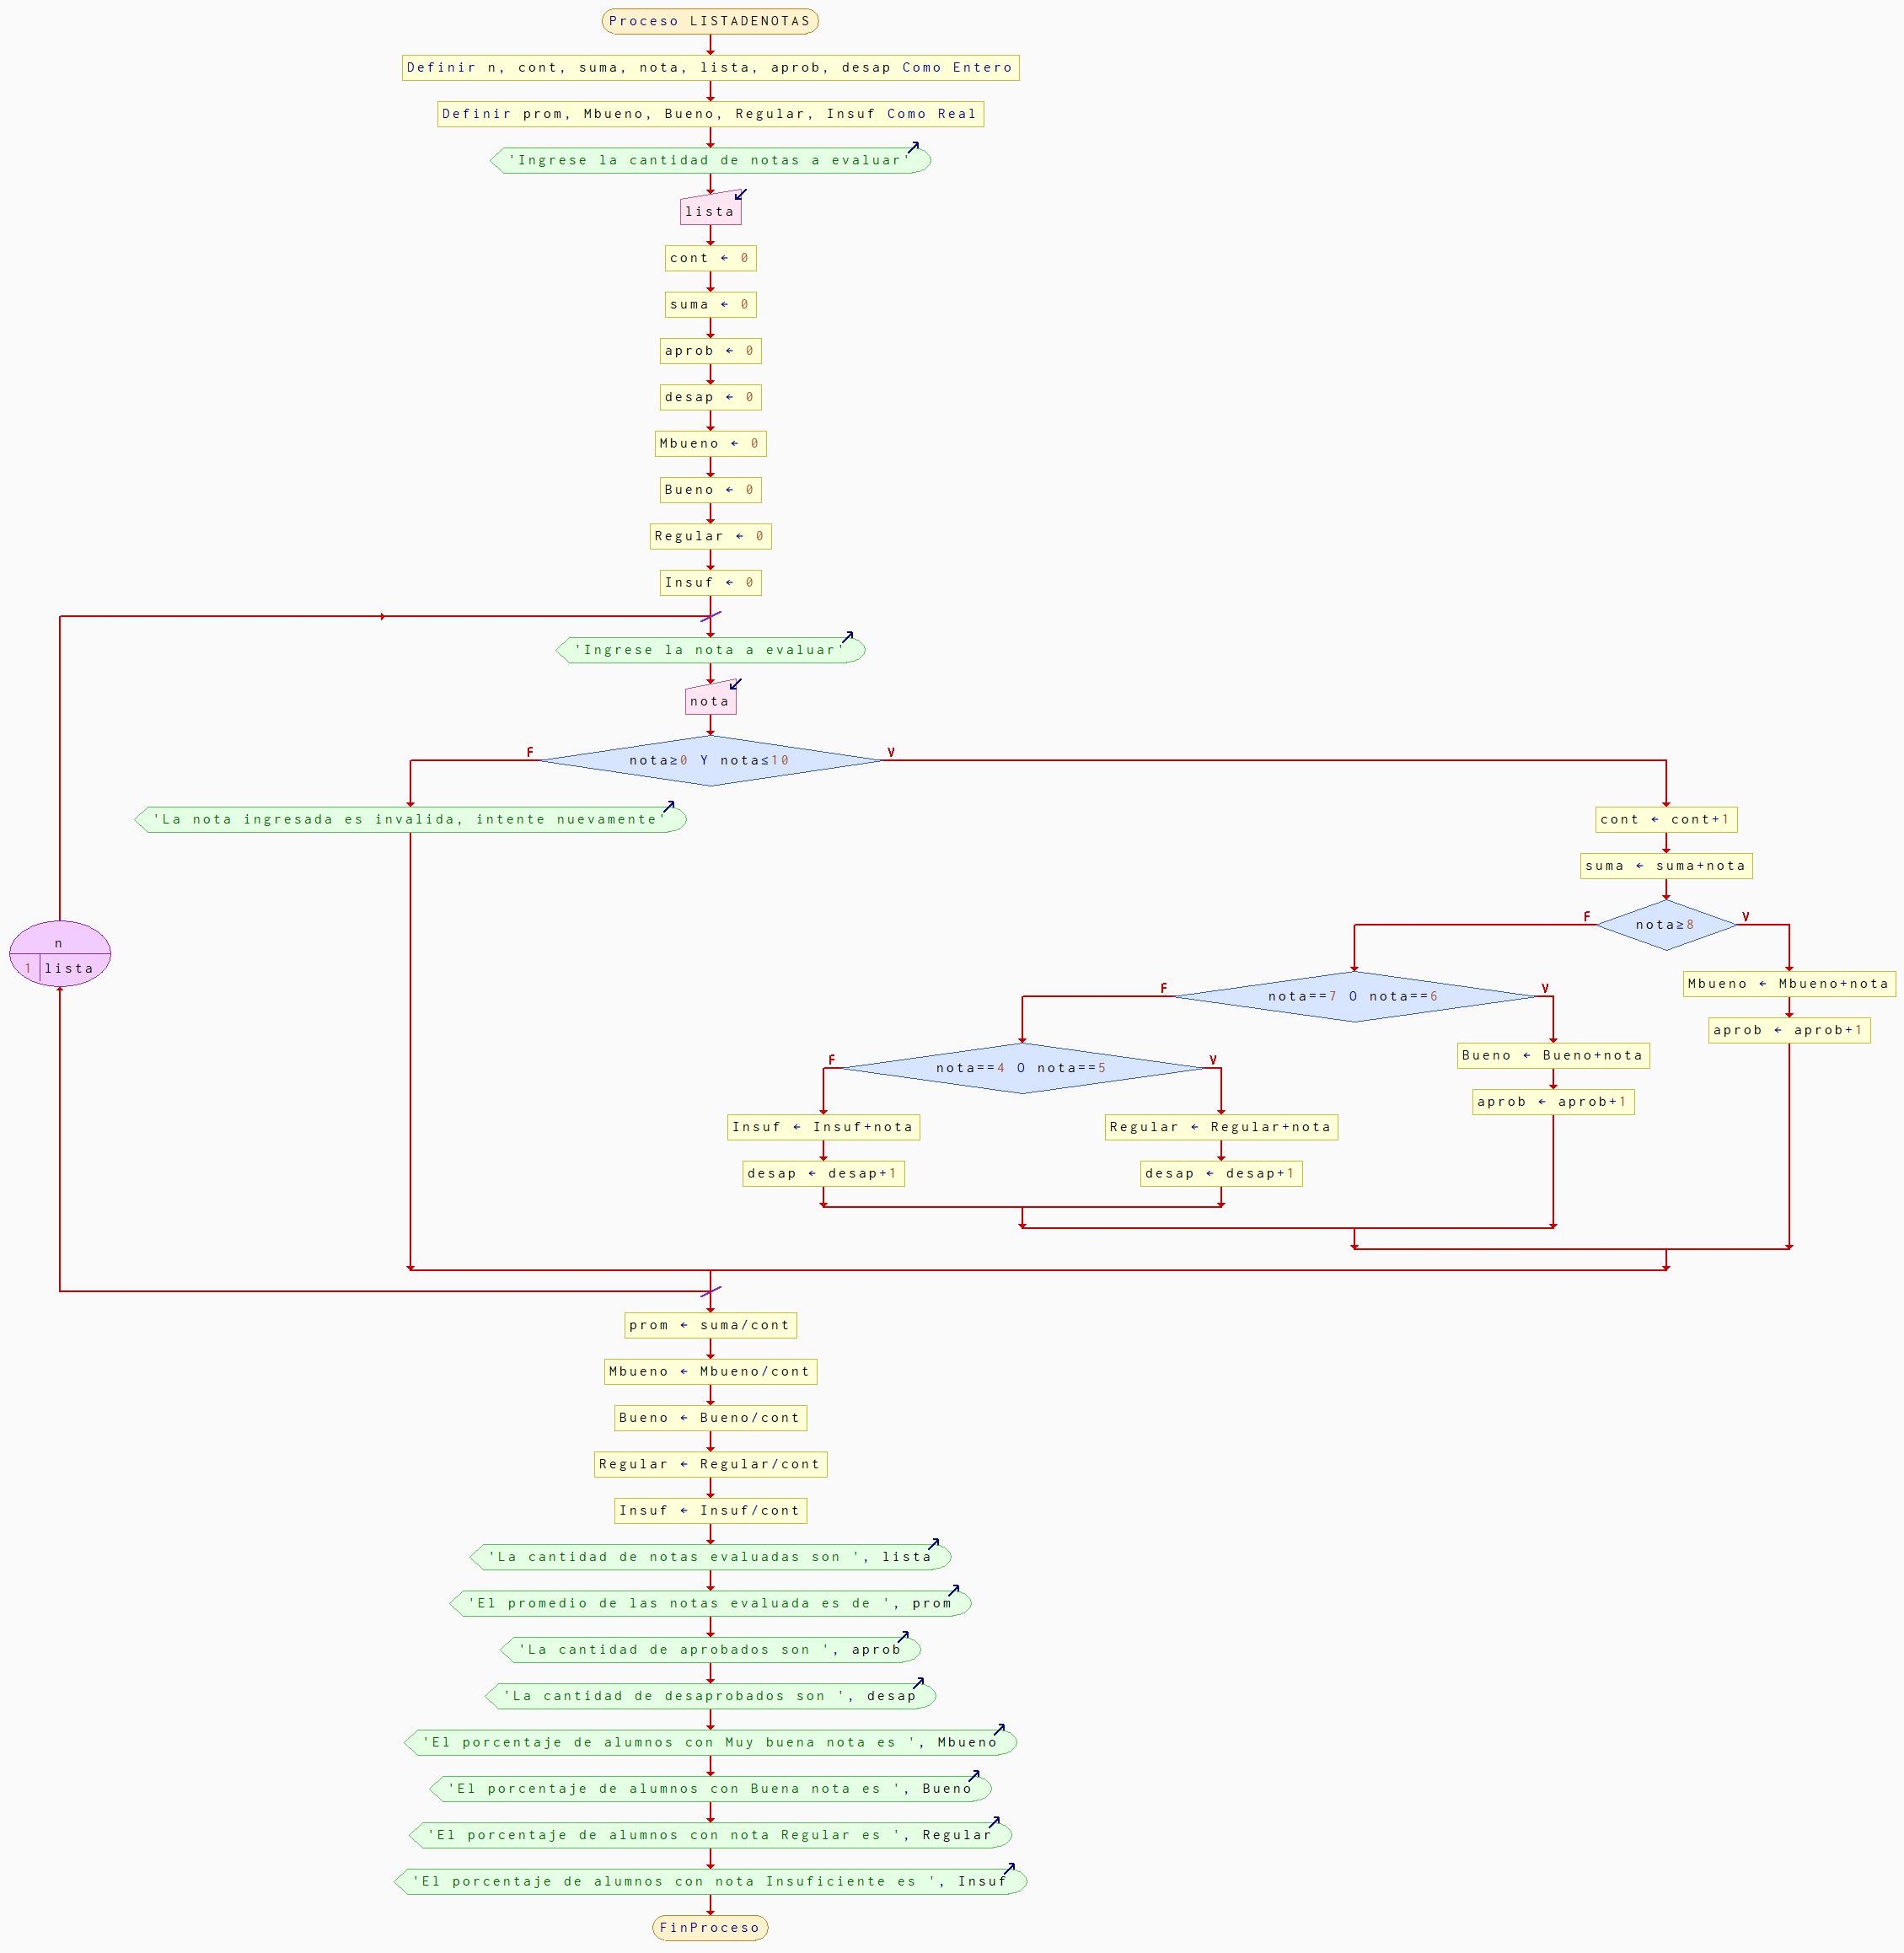 Proceso LISTADENOTAS
Definir n, cont, suma, nota, lista, aprob, desap Como Entero
Definir prom, Mbueno, Bueno, Regular, Insuf Como Real
'Ingrese la cantidad de notas a evaluar'
lista
cont ← 0
suma ← 0
aprob ← 0
desap ← 0
Mbueno ← 0
Bueno ← 0
Regular ← 0
Insuf ← 0
'Ingrese la nota a evaluar'
nota
F
nota≥0 Y nota≤10
V
'La nota ingresada es invalida, intente nuevamente'
cont ← cont+1
suma ← suma+nota
F
nota≥8
V
n
1 lista
Mbueno ← Mbueno+nota
F
nota==7 O nota==6
V
aprob ← aprob+1
Bueno ← Bueno+nota
F
nota==4 O nota==5
V
aprob ← aprob+1
Insuf ← Insuf+nota
Regular ← Regular+nota
desap ← desap+1
desap ← desap+1
prom ← suma/cont
Mbueno ← Mbueno/cont
Bueno ← Bueno/cont
Regular ← Regular/cont
Insuf ← Insuf/cont
'La cantidad de notas evaluadas son ', lista
'El promedio de las notas evaluada es de ', prom
'La cantidad de aprobados son ', aprob
'La cantidad de desaprobados son ', desap
'El porcentaje de alumnos con Muy buena nota es ', Mbueno
'El porcentaje de alumnos con Buena nota es ', Bueno
'El porcentaje de alumnos con nota Regular es ', Regular
'El porcentaje de alumnos con nota Insuficiente es ', Insuf
FinProceso